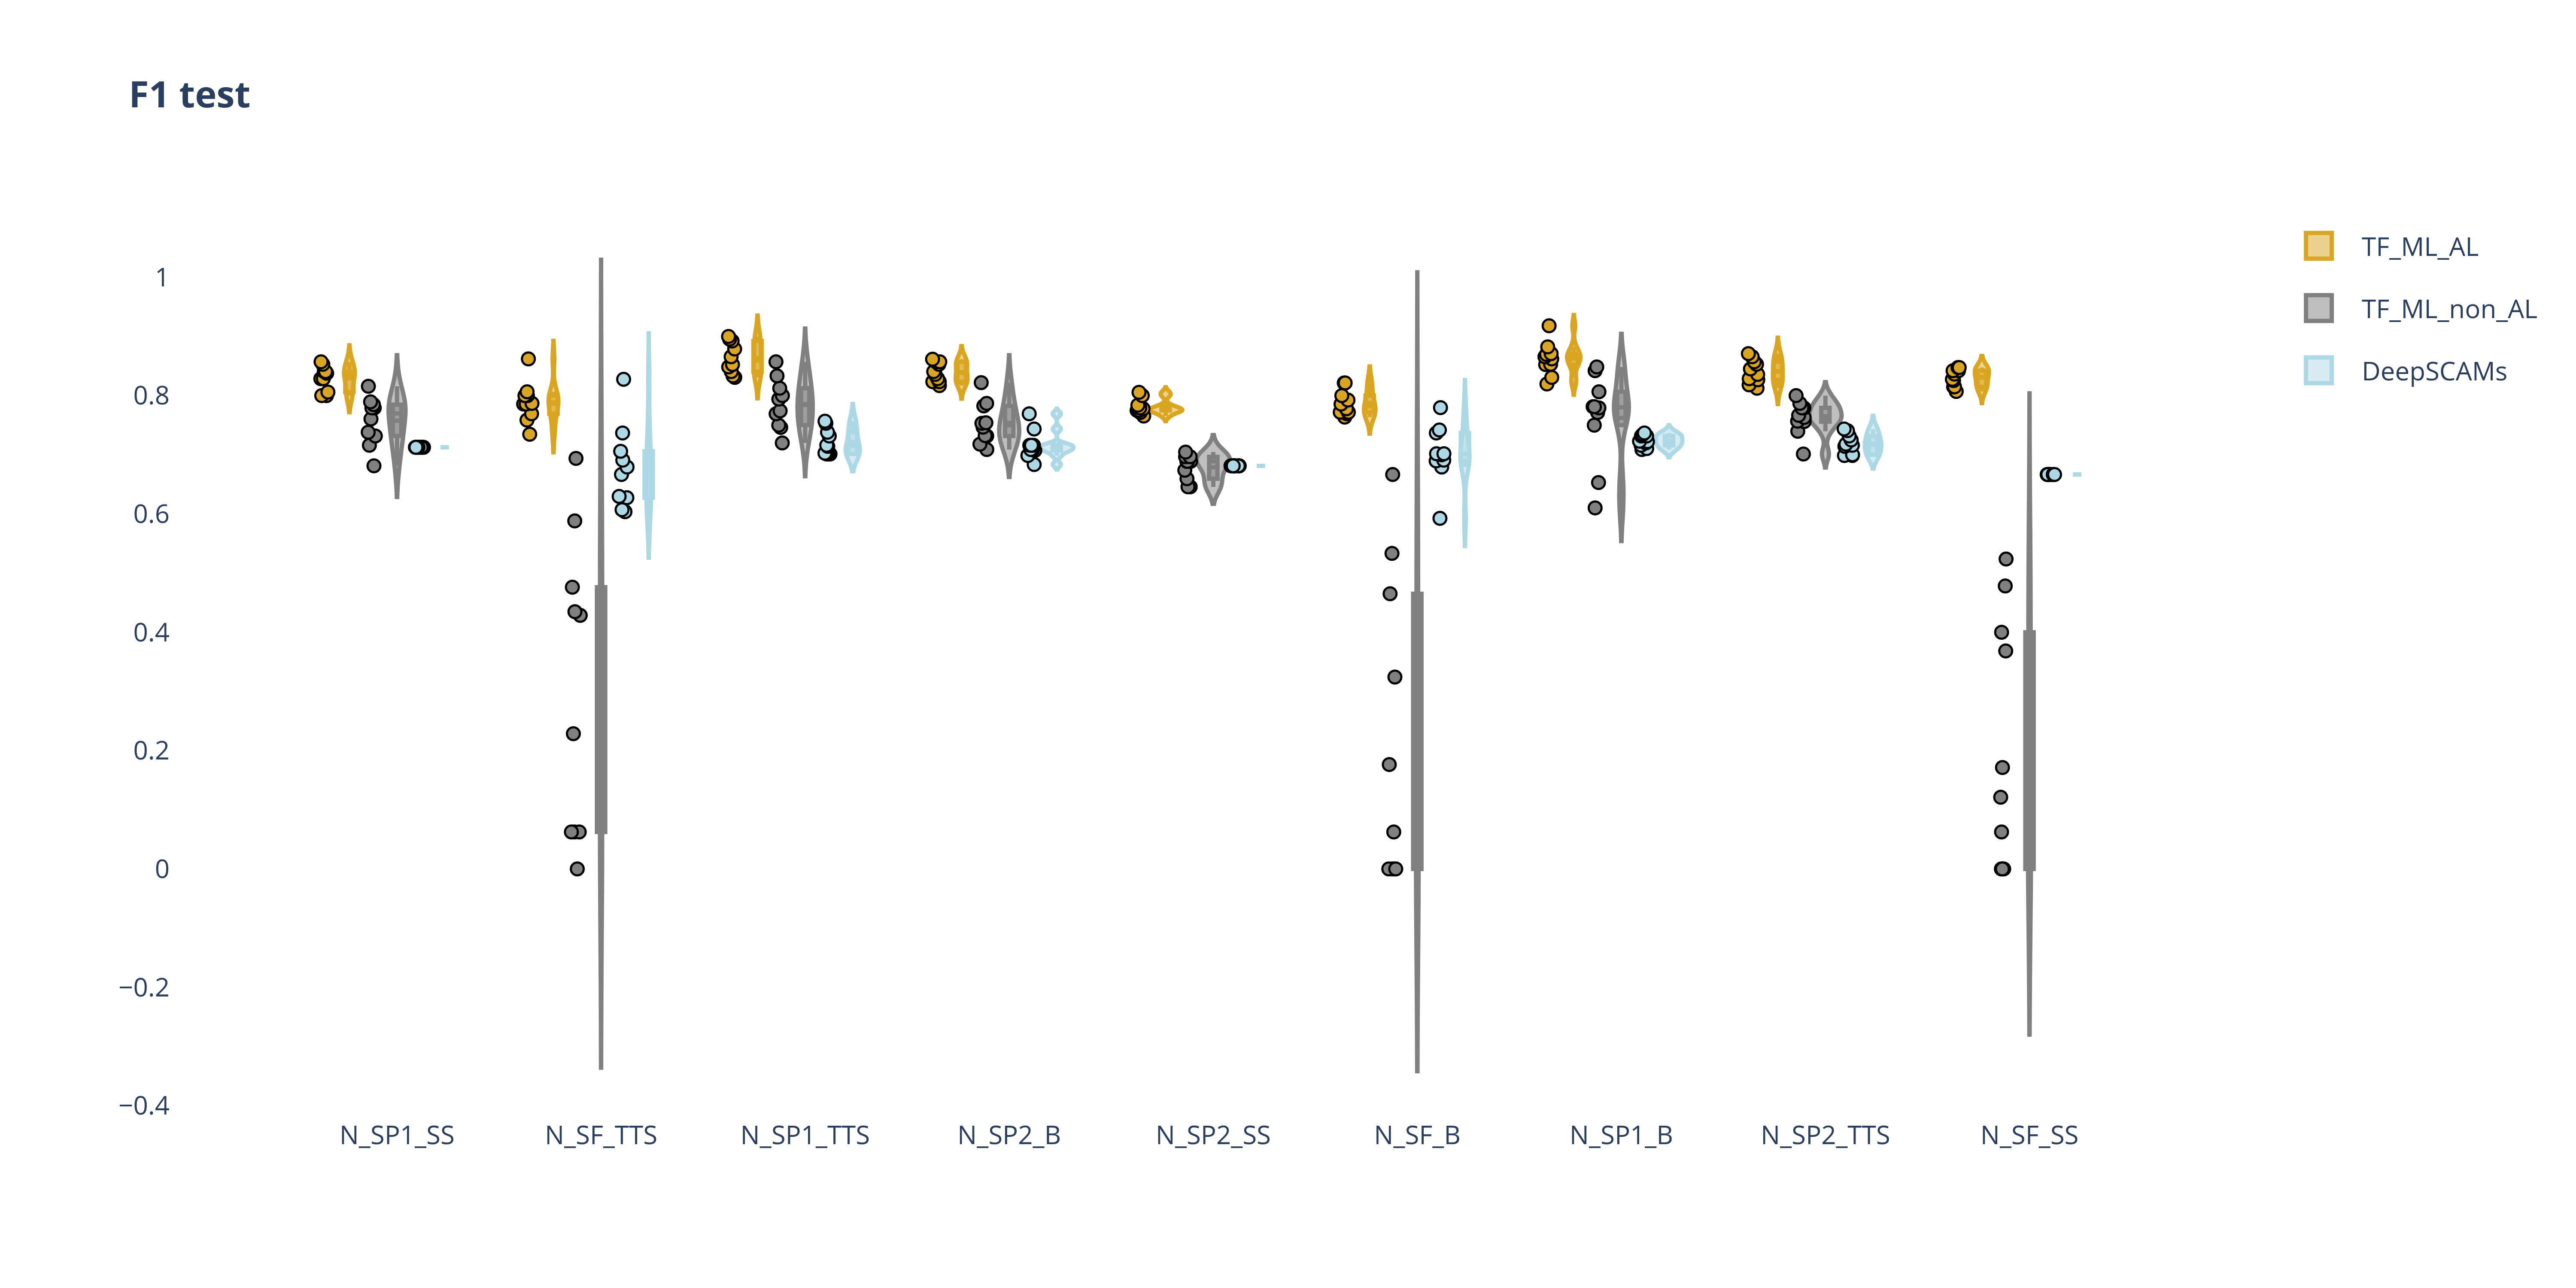 F1 test
TF_ML_AL
TF_ML_non_AL
DeepSCAMs
1
0.8
0.6
0.4
0.2
0
−0.2
−0.4
N_SP1_SS
N_SF_TTS
N_SP1_TTS
N_SP2_B
N_SP2_SS
N_SF_B
N_SP1_B
N_SP2_TTS
N_SF_SS